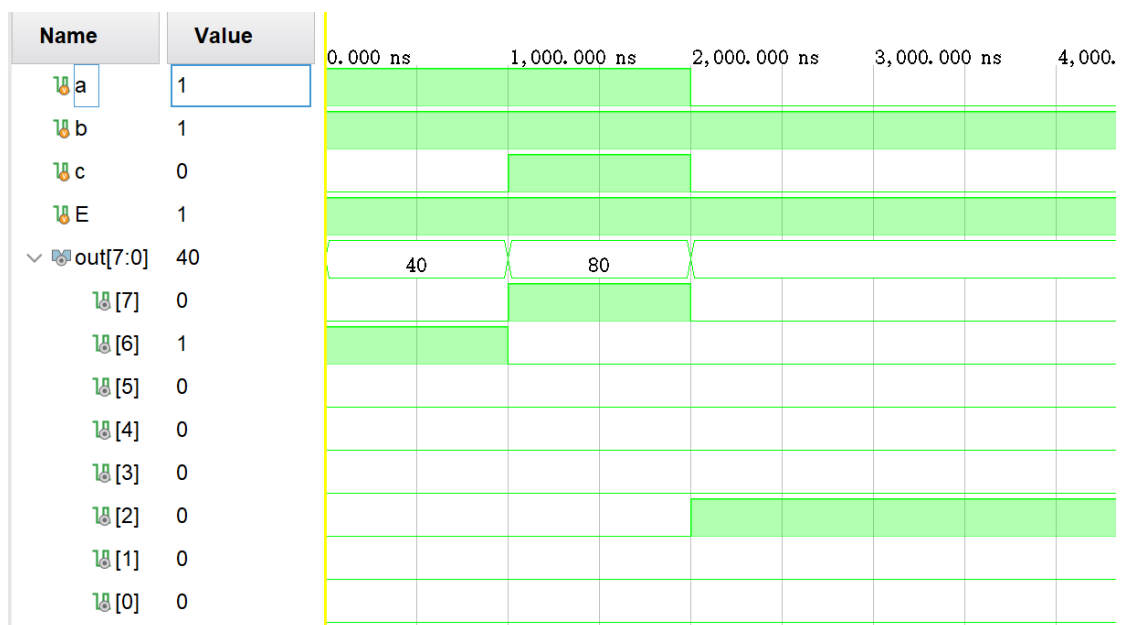 Name Value
0.000 ns 1,000.000 ns 2,000.000 ns 3,000.000 ns 4,000.
a 1
b 1
c 0
E 1
out[7:0] 40 40 80
[7] 0
[6] 1
[5] 0
[4] 0
[3] 0
[2] 0
[1] 0
[0] 0